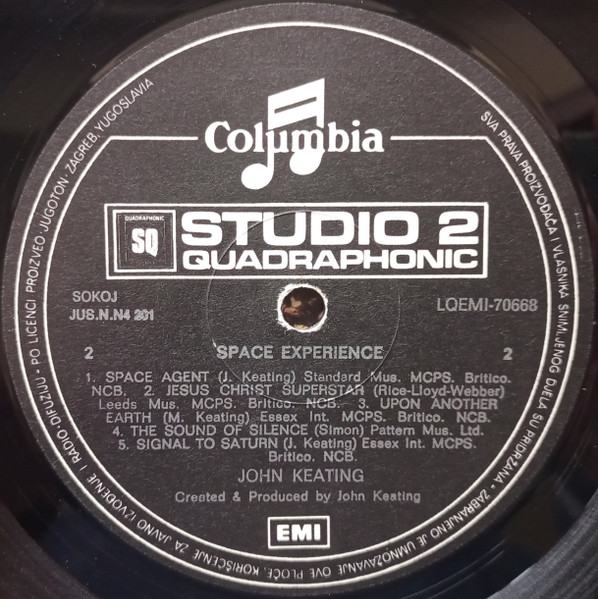 Columbia
QUADRAPHONIC
SQ
STUDIO 2
QUADRAPHONIC
SOKOJ
JUS.N.N4 201
LQEMI-70668
2
SPACE EXPERIENCE
2
1. SPACE AGENT (J. Keating) Standard Mus. MCPS. Britico.
NCB. 2. JESUS CHRIST SUPERSTAR (Rice-Lloyd-Webber)
Leeds Mus. MCPS. Britico. NCB. 3. UPON ANOTHER
EARTH (M. Keating) Essex Int. MCPS. Britico. NCB.
4. THE SOUND OF SILENCE (Simon) Pattern Mus. Ltd.
5. SIGNAL TO SATURN (J. Keating) Essex Int. MCPS.
Britico. NCB.
JOHN KEATING
Created & Produced by John Keating
EMI
SVA PRAVA PROIZVOĐAČA I VLASNIKA SNIMLJENOG DJELA SU PRIDRŽANA · ZABRANJENO JE UMNOŽAVANJE OVE PLOČE, KORIŠĆENJE ZA JAVNO IZVOĐENJE I RADIO-DIFUZIJU · PO LICENCI PROIZVEO JUGOTON · ZAGREB, YUGOSLAVIA